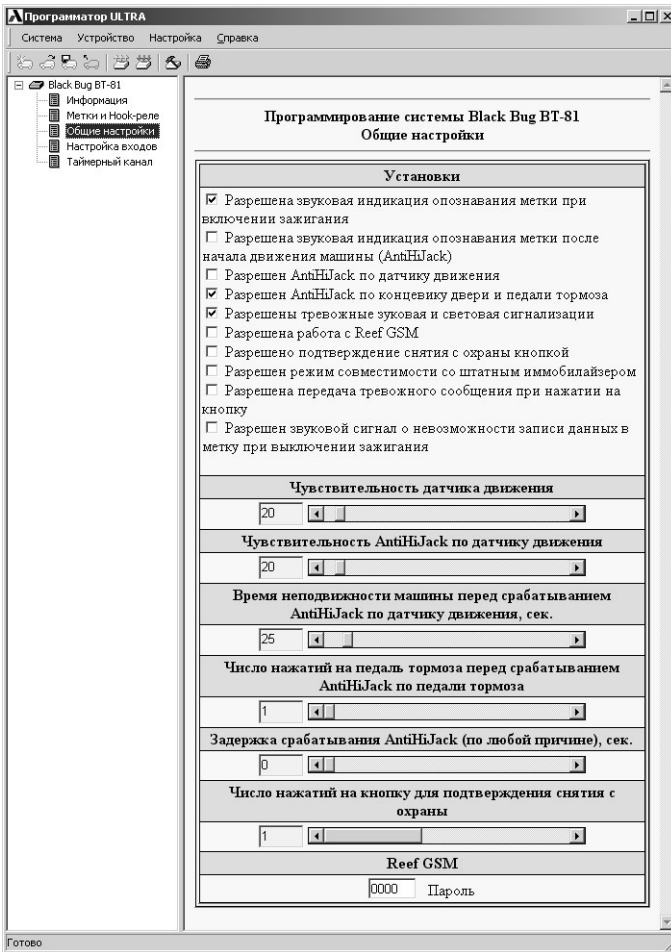 Программатор ULTRA
Система Устройство Настройка Справка
Black Bug BT-81
Информация
Метки и Hook-реле
Общие настройки
Настройка входов
Таймерный канал
Программирование системы Black Bug BT-81
Общие настройки
Установки
Разрешена звуковая индикация опознавания метки при
включении зажигания
Разрешена звуковая индикация опознавания метки после
начала движения машины (AntiHiJack)
Разрешен AntiHiJack по датчику движения
Разрешен AntiHiJack по концевику двери и педали тормоза
Разрешены тревожные зуковая и световая сигнализации
Разрешена работа с Reef GSM
Разрешено подтверждение снятия с охраны кнопкой
Разрешен режим совместимости со штатным иммобилайзером
Разрешена передача тревожного сообщения при нажатии на
кнопку
Разрешен звуковой сигнал о невозможности записи данных в
метку при выключении зажигания
Чувствительность датчика движения
20
Чувствительность AntiHiJack по датчику движения
20
Время неподвижности машины перед срабатыванием
AntiHiJack по датчику движения, сек.
25
Число нажатий на педаль тормоза перед срабатыванием
AntiHiJack по педали тормоза
1
Задержка срабатывания AntiHiJack (по любой причине), сек.
0
Число нажатий на кнопку для подтверждения снятия с
охраны
1
Reef GSM
0000 Пароль
Готово